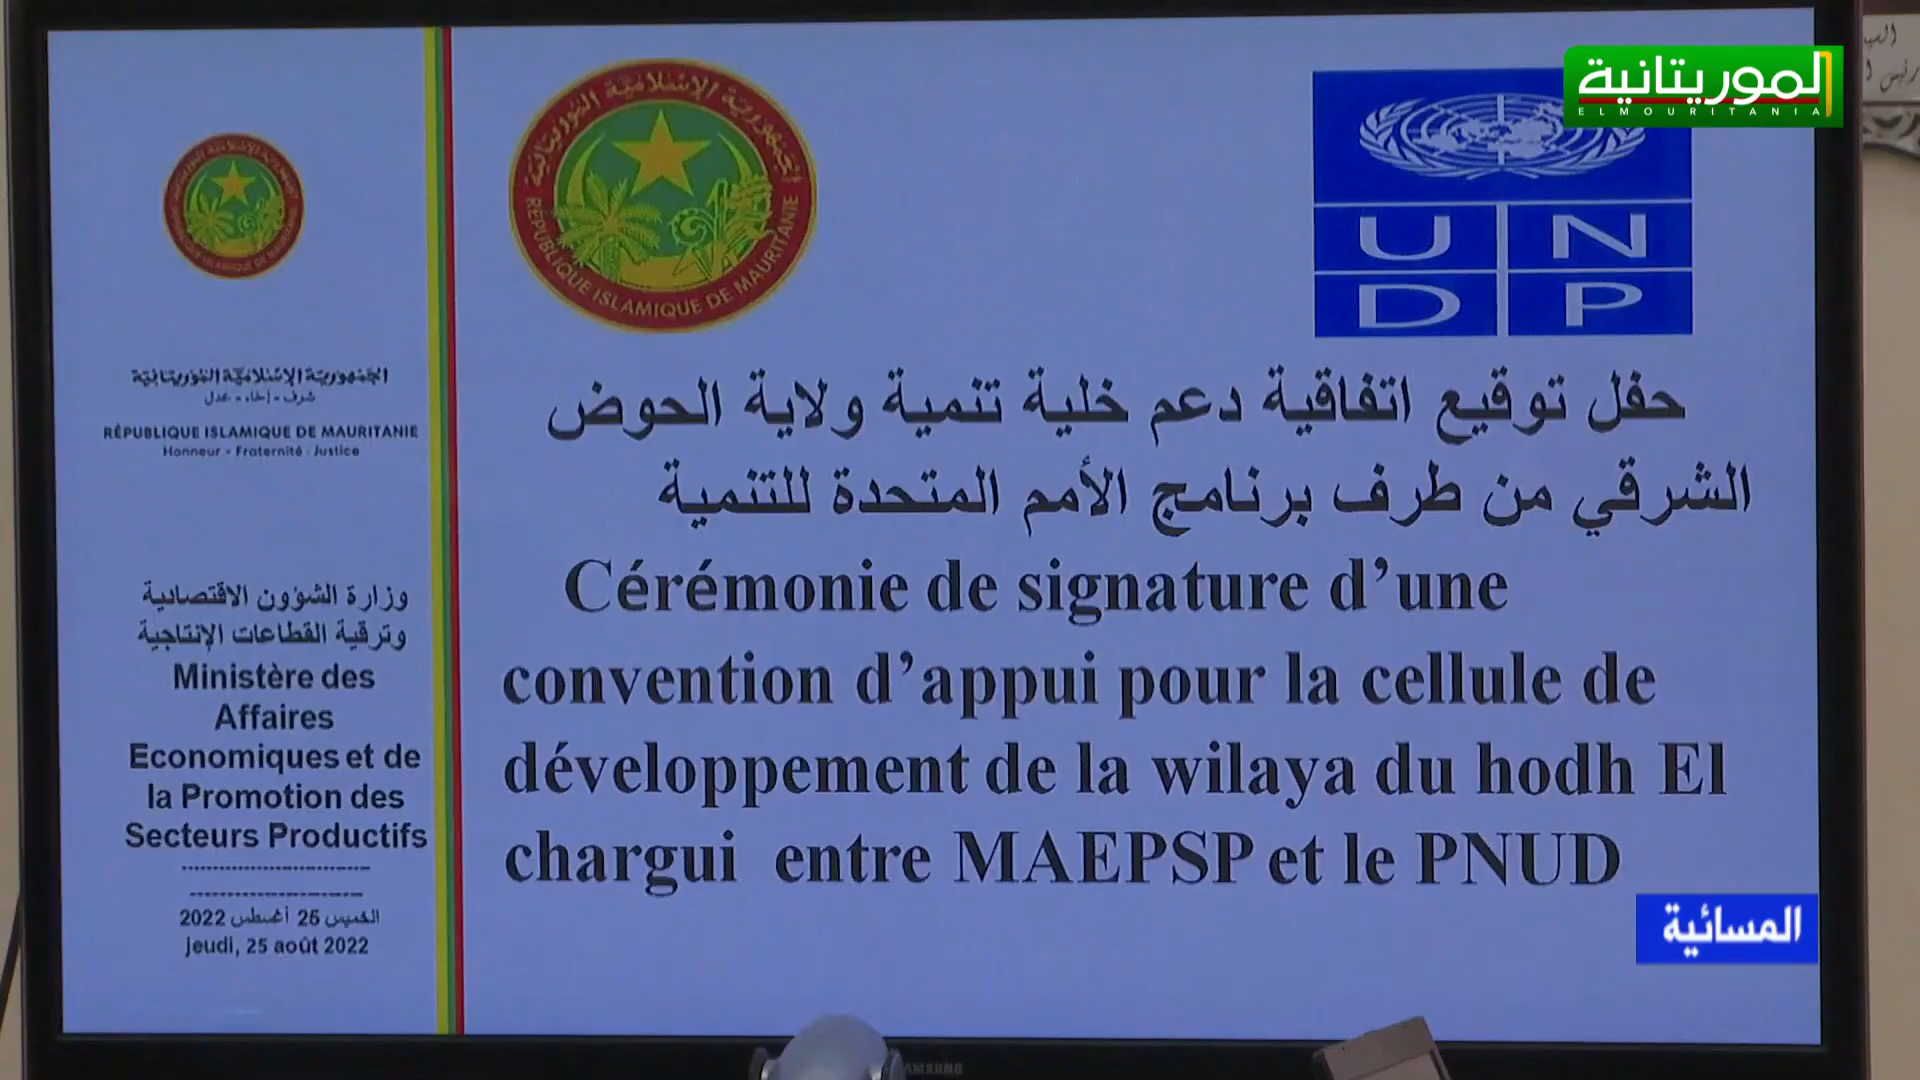 الموريتانية
ELMOURITANIA
الجمهورية الإسلامية الموريتانية
REPUBLIQUE ISLAMIQUE DE MAURITANIE
U N
D P
الجمهورية الإسلامية الموريتانية
شرف - إخاء - عدل
RÉPUBLIQUE ISLAMIQUE DE MAURITANIE
Honneur - Fraternité - Justice
وزارة الشؤون الاقتصادية
وترقية القطاعات الإنتاجية
Ministère des
Affaires
Economiques et de
la Promotion des
Secteurs Productifs
الخميس 25 أغسطس 2022
jeudi, 25 août 2022
حفل توقيع اتفاقية دعم خلية تنمية ولاية الحوض
الشرقي من طرف برنامج الأمم المتحدة للتنمية
Cérémonie de signature d’une
convention d’appui pour la cellule de
développement de la wilaya du hodh El
chargui entre MAEPSP et le PNUD
المسائية
SAMSUNG